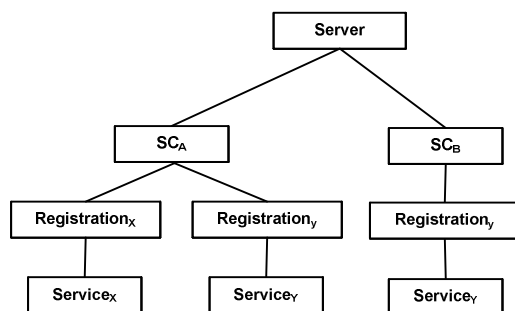 Server
SCA
SCB
RegistrationX
Registrationy
Registrationy
ServiceX
ServiceY
ServiceY